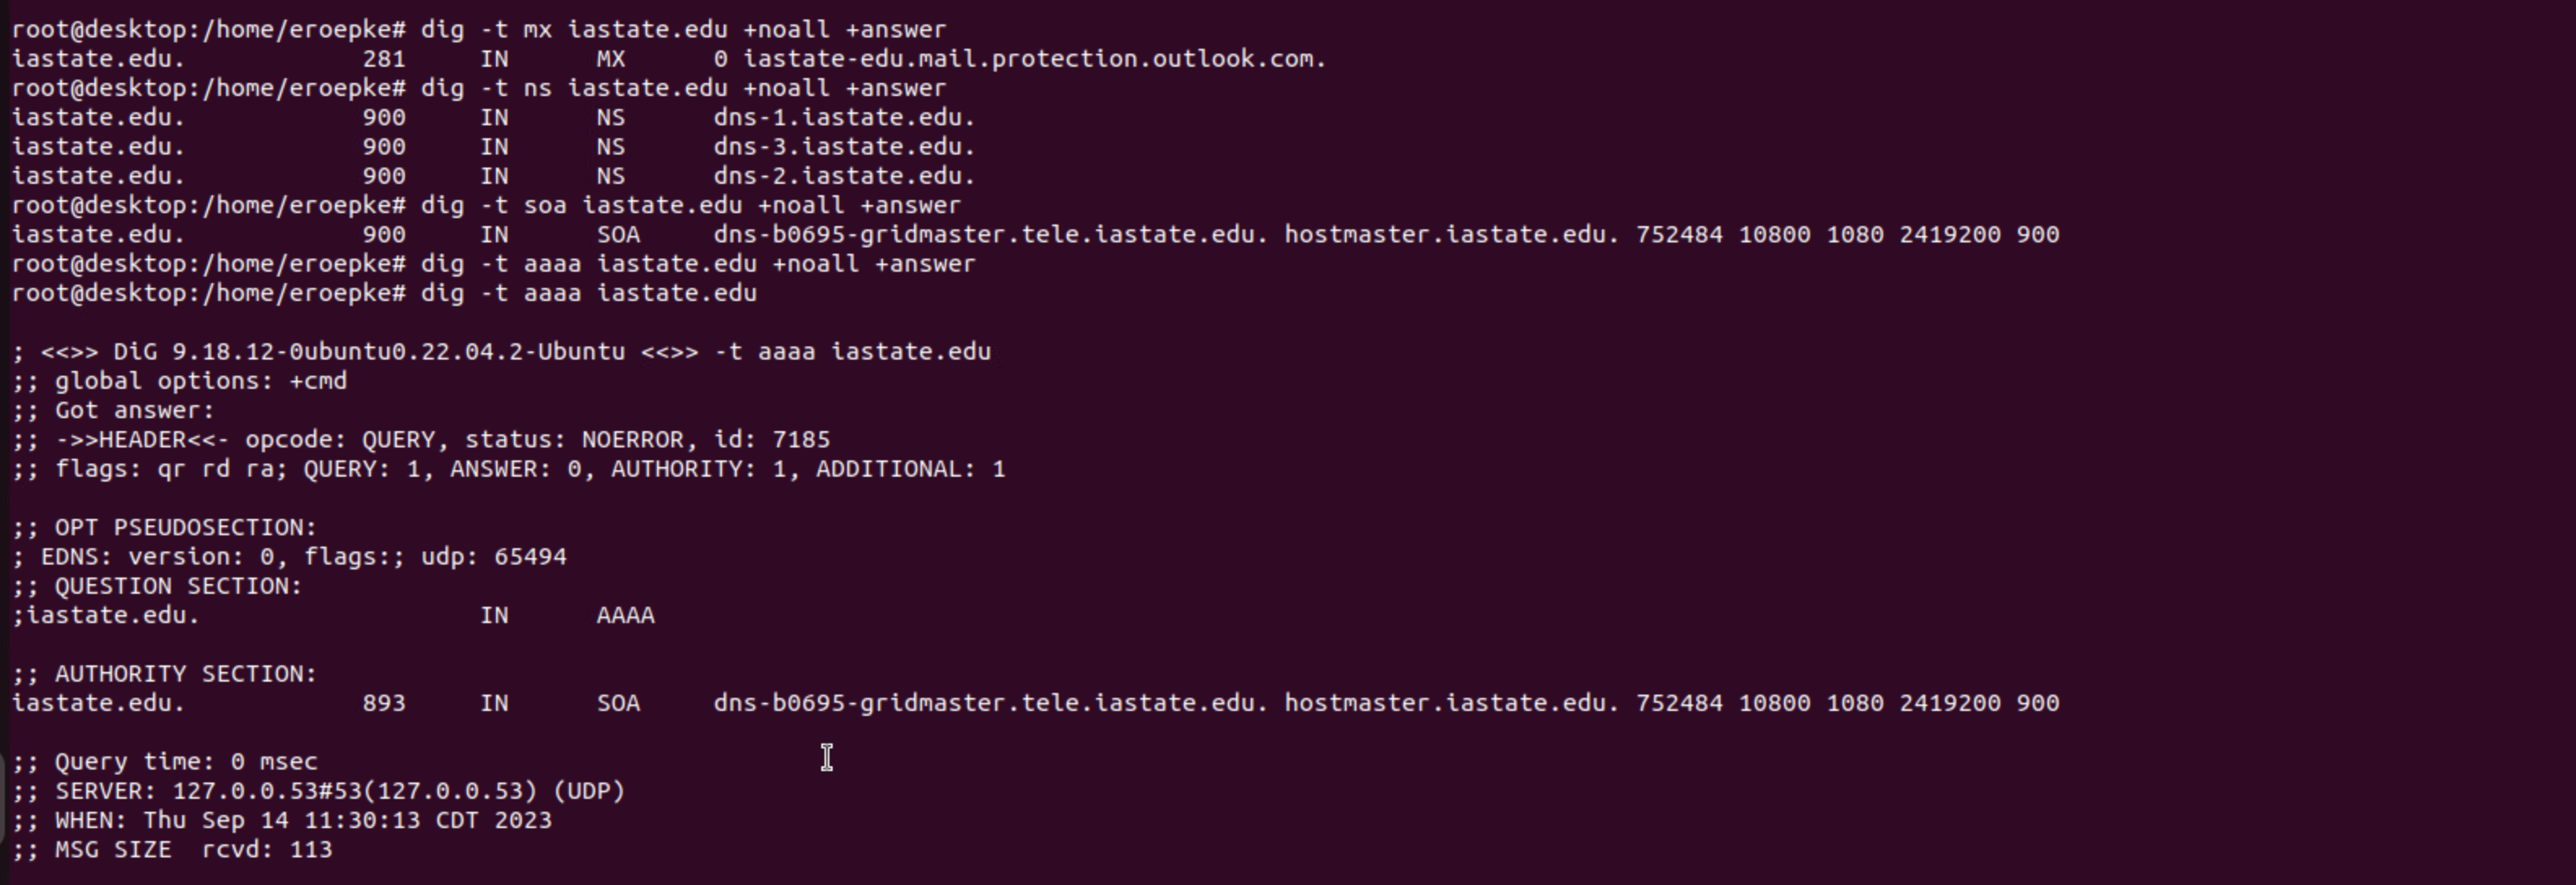 root@desktop:/home/eroepke# dig -t mx iastate.edu +noall +answer
iastate.edu.            281     IN      MX      0 iastate-edu.mail.protection.outlook.com.
root@desktop:/home/eroepke# dig -t ns iastate.edu +noall +answer
iastate.edu.            900     IN      NS      dns-1.iastate.edu.
iastate.edu.            900     IN      NS      dns-3.iastate.edu.
iastate.edu.            900     IN      NS      dns-2.iastate.edu.
root@desktop:/home/eroepke# dig -t soa iastate.edu +noall +answer
iastate.edu.            900     IN      SOA     dns-b0695-gridmaster.tele.iastate.edu. hostmaster.iastate.edu. 752484 10800 1080 2419200 900
root@desktop:/home/eroepke# dig -t aaaa iastate.edu +noall +answer
root@desktop:/home/eroepke# dig -t aaaa iastate.edu

; <<>> DiG 9.18.12-0ubuntu0.22.04.2-Ubuntu <<>> -t aaaa iastate.edu
;; global options: +cmd
;; Got answer:
;; ->>HEADER<<- opcode: QUERY, status: NOERROR, id: 7185
;; flags: qr rd ra; QUERY: 1, ANSWER: 0, AUTHORITY: 1, ADDITIONAL: 1

;; OPT PSEUDOSECTION:
; EDNS: version: 0, flags:; udp: 65494
;; QUESTION SECTION:
;iastate.edu.                   IN      AAAA

;; AUTHORITY SECTION:
iastate.edu.            893     IN      SOA     dns-b0695-gridmaster.tele.iastate.edu. hostmaster.iastate.edu. 752484 10800 1080 2419200 900

;; Query time: 0 msec
;; SERVER: 127.0.0.53#53(127.0.0.53) (UDP)
;; WHEN: Thu Sep 14 11:30:13 CDT 2023
;; MSG SIZE  rcvd: 113